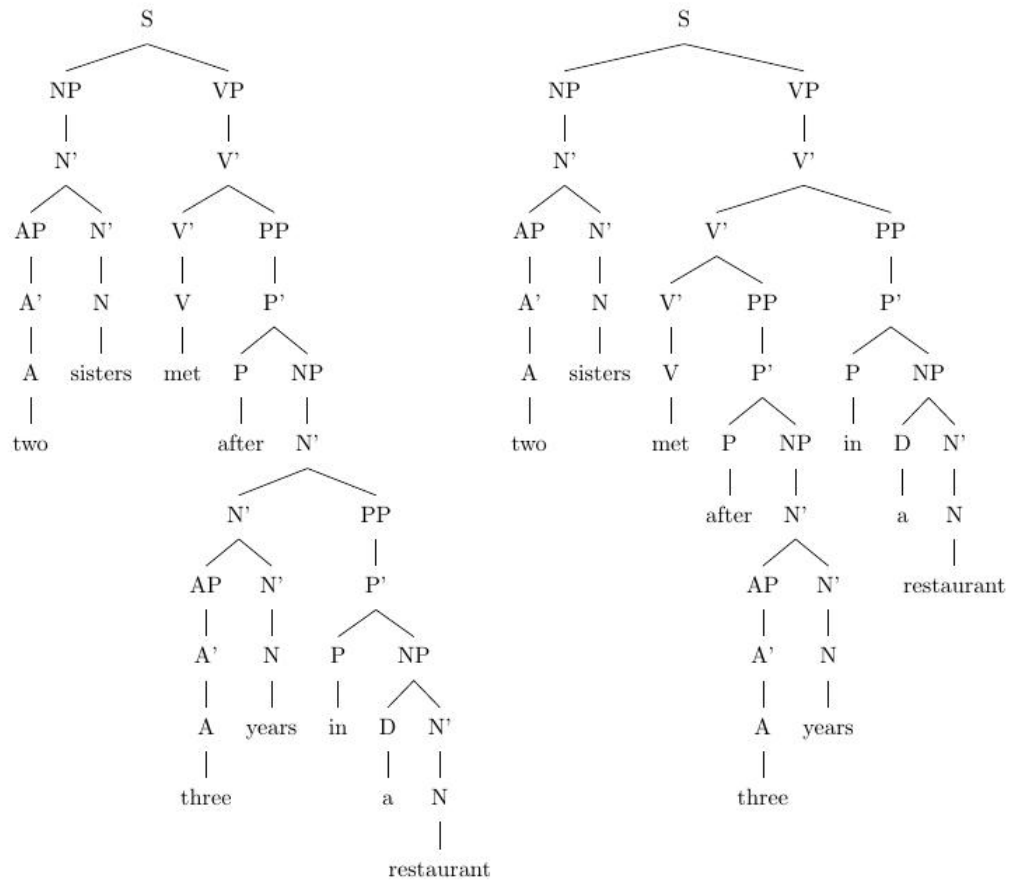 S S
NP VP NP VP
N' V' N' V'
AP N' V' PP AP N' V' PP
A' N V P' A' N V' PP P'
A sisters met P NP A sisters V P' P NP
two after N' two met P NP in D N'
N' PP after N' a N
AP N' P' AP N' restaurant
A' N P NP A' N
A years in D N' A years
three a N three
restaurant